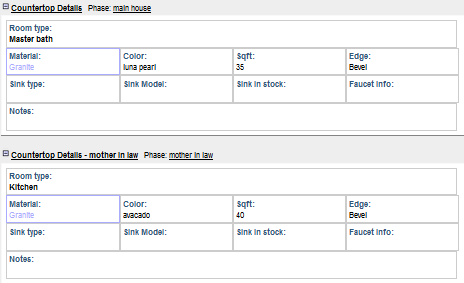 Countertop Details Phase: main house
Room type:
Master bath
Material: Color: Sqft: Edge:
Granite luna pearl 35 Bevel
Sink type: Sink Model: Sink in stock: Faucet Info:
Notes:
Countertop Details - mother in law Phase: mother in law
Room type:
Kitchen
Material: Color: Sqft: Edge:
Granite avacado 40 Bevel
Sink type: Sink Model: Sink in stock: Faucet Info:
Notes: